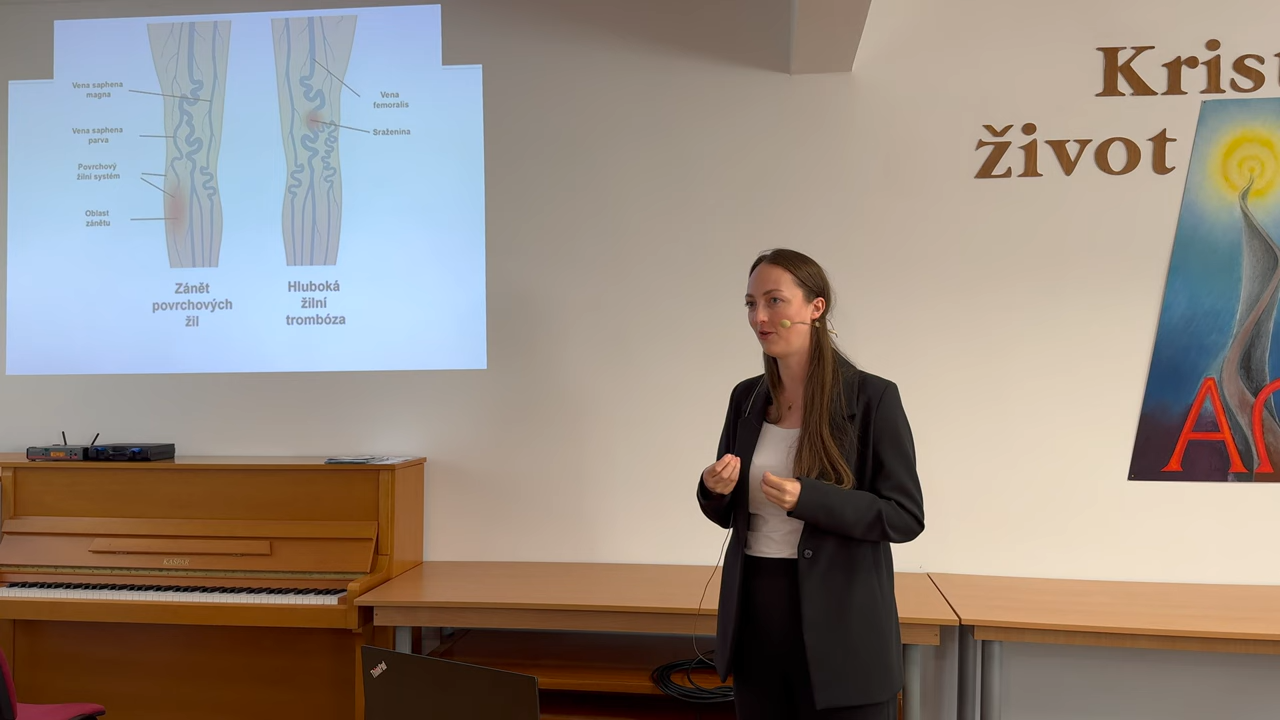 Vena saphena
magna
Vena saphena
parva
Povrchový
žilní systém
Oblast
zánětu
Zánět
povrchových
žil
Vena
femoralis
Sraženina
Hluboká
žilní
trombóza
Krist
život
ThinkPad